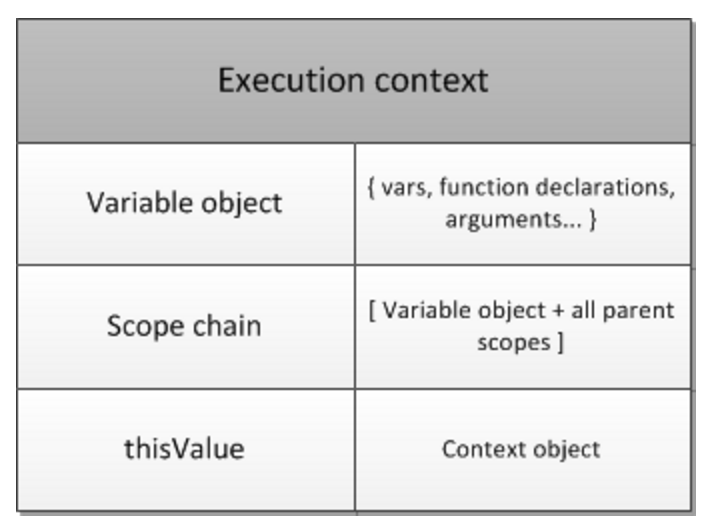 Execution context
Variable object
{ vars, function declarations,
arguments... }
Scope chain
[ Variable object + all parent
scopes ]
thisValue
Context object